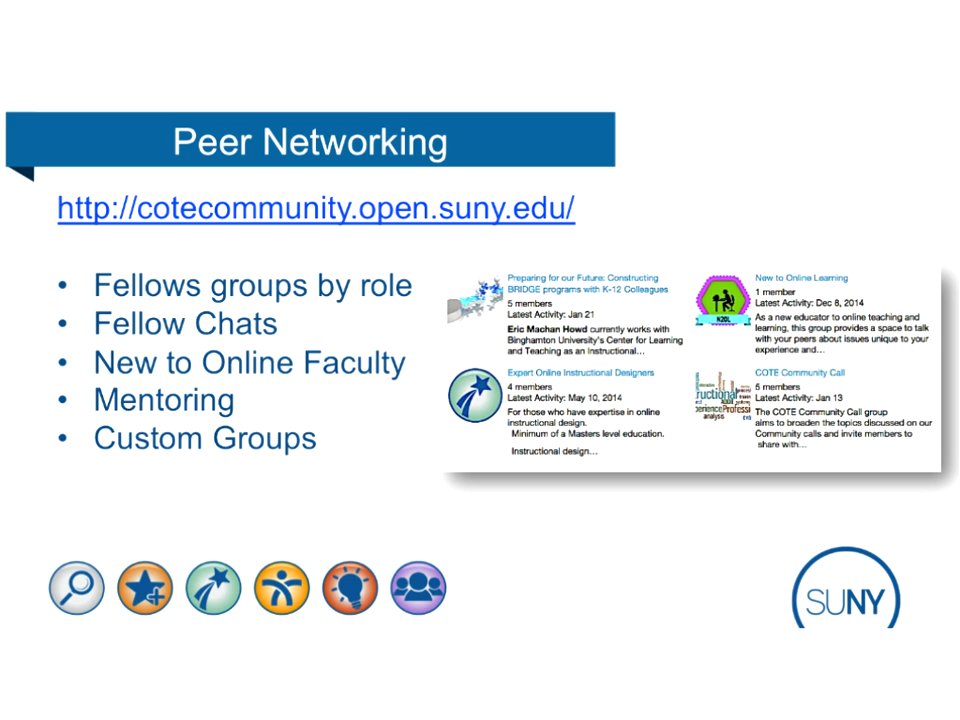 Peer Networking
http://cotecommunity.open.suny.edu/
• Fellows groups by role
• Fellow Chats
• New to Online Faculty
• Mentoring
• Custom Groups
Preparing for our Future: Constructing
BRIDGE programs with K-12 Colleagues
5 members
Latest Activity: Jan 21
Eric Machan Howd currently works with
Binghamton University's Center for Learning
and Teaching as an Instructional...
New to Online Learning
1 member
Latest Activity: Dec 8, 2014
As a new educator to online teaching and
learning, this group provides a space to talk
with your peers about issues unique to your
experience and...
N2OL
Expert Online Instructional Designers
4 members
Latest Activity: May 10, 2014
For those who have expertise in online
instructional design.
Minimum of a Masters level education.
Instructional design...
COTE Community Call
5 members
Latest Activity: Jan 13
The COTE Community Call group
aims to broaden the topics discussed on our
Community calls and invite members to
share with...
ructional
perience Professi
analysis
SUNY